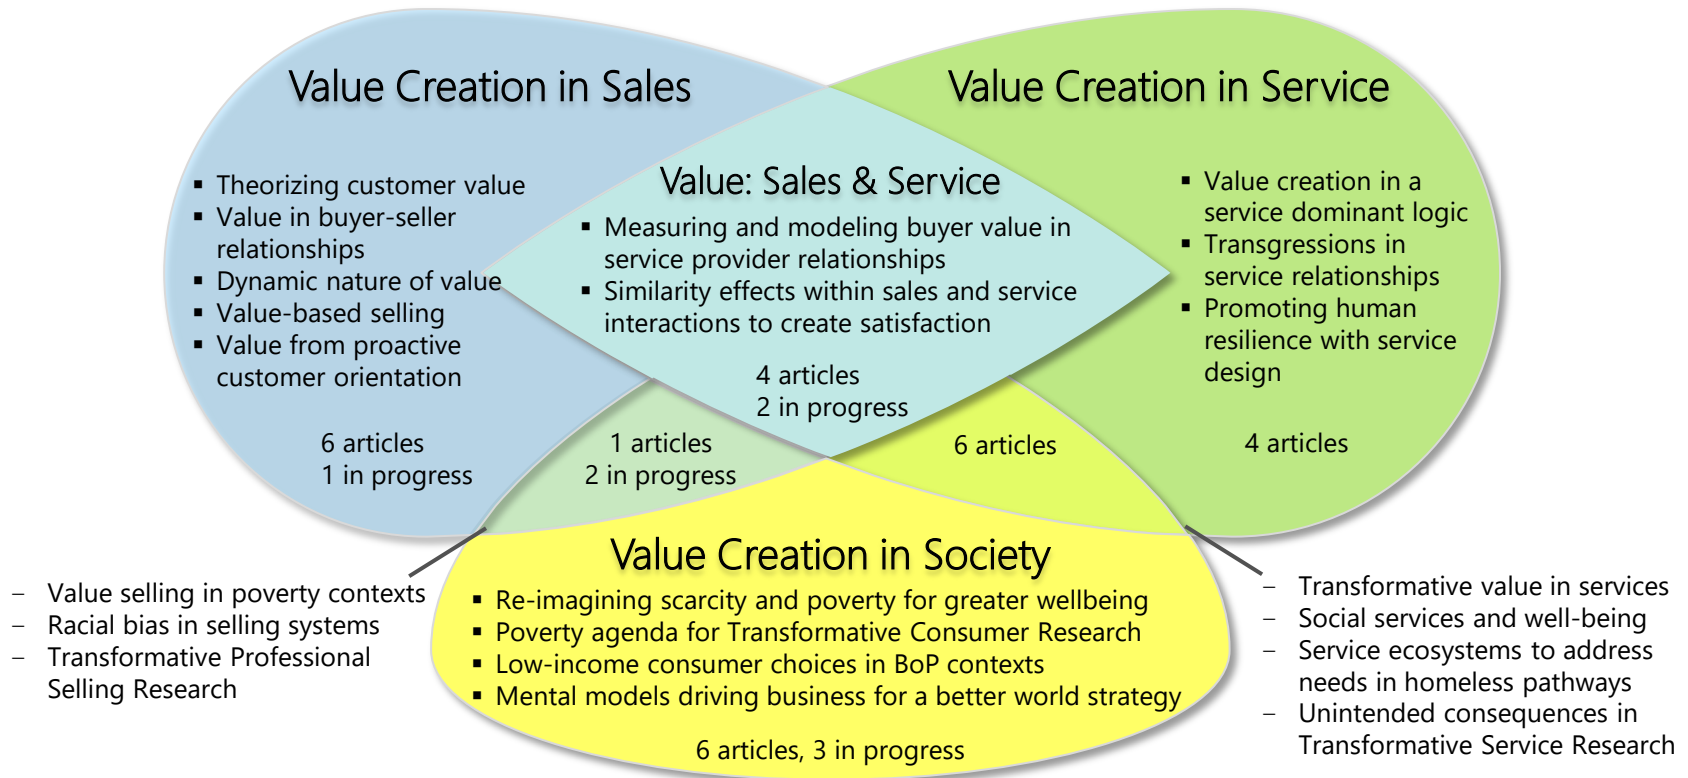 Value Creation in Sales
▪ Theorizing customer value
▪ Value in buyer-seller
relationships
▪ Dynamic nature of value
▪ Value-based selling
▪ Value from proactive
customer orientation
6 articles
1 in progress
Value: Sales & Service
▪ Measuring and modeling buyer value in
service provider relationships
▪ Similarity effects within sales and service
interactions to create satisfaction
4 articles
2 in progress
Value Creation in Service
▪ Value creation in a
service dominant logic
▪ Transgressions in
service relationships
▪ Promoting human
resilience with service
design
4 articles
1 articles
2 in progress
6 articles
– Value selling in poverty contexts
– Racial bias in selling systems
– Transformative Professional
Selling Research
Value Creation in Society
▪ Re-imagining scarcity and poverty for greater wellbeing
▪ Poverty agenda for Transformative Consumer Research
▪ Low-income consumer choices in BoP contexts
▪ Mental models driving business for a better world strategy
6 articles, 3 in progress
– Transformative value in services
– Social services and well-being
– Service ecosystems to address
needs in homeless pathways
– Unintended consequences in
Transformative Service Research